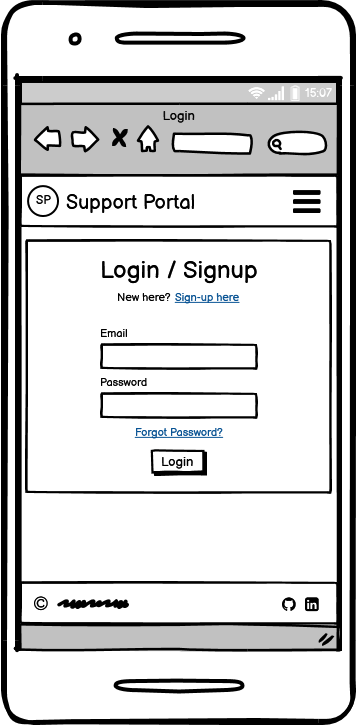 15:07
Login
SP Support Portal
Login / Signup
New here? Sign-up here
Email
Password
Forgot Password?
Login
©